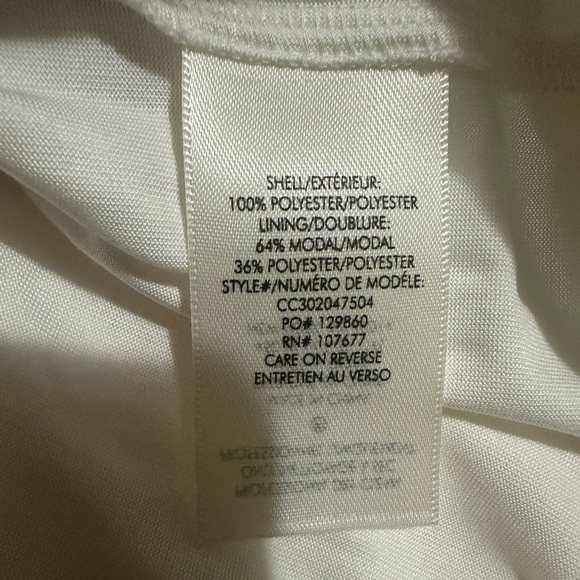 SHELL/EXTÉRIEUR:
100% POLYESTER/POLYESTER
LINING/DOUBLURE:
64% MODAL/MODAL
36% POLYESTER/POLYESTER
STYLE#/NUMÉRO DE MODÉLE:
CC302047504
PO# 129860
RN# 107677
CARE ON REVERSE
ENTRETIEN AU VERSO